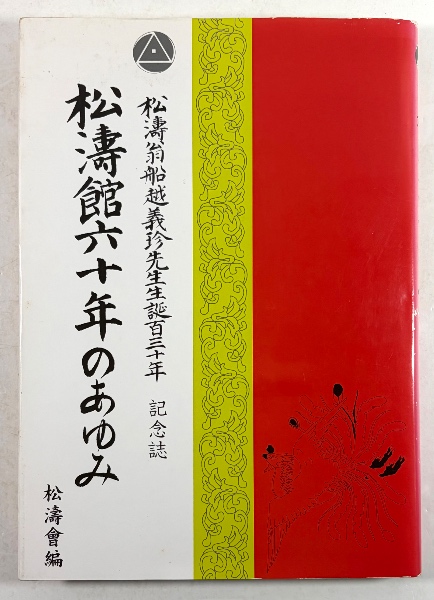 松濤翁船越義珍先生生誕百三十年 記念誌
松濤館六十年のあゆみ
松濤會編